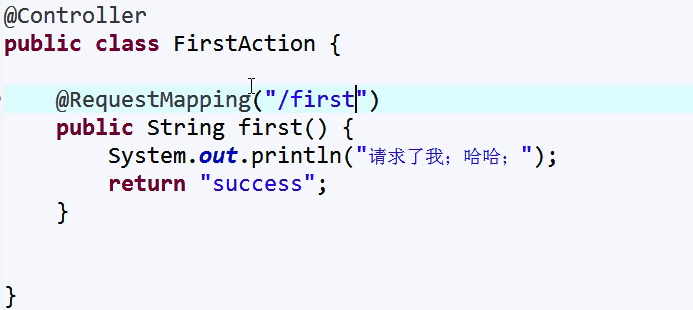 @Controller
public class FirstAction {
@RequestMapping("/first")
public String first() {
System.out.println("请求了我；哈哈；");
return "success";
}
}